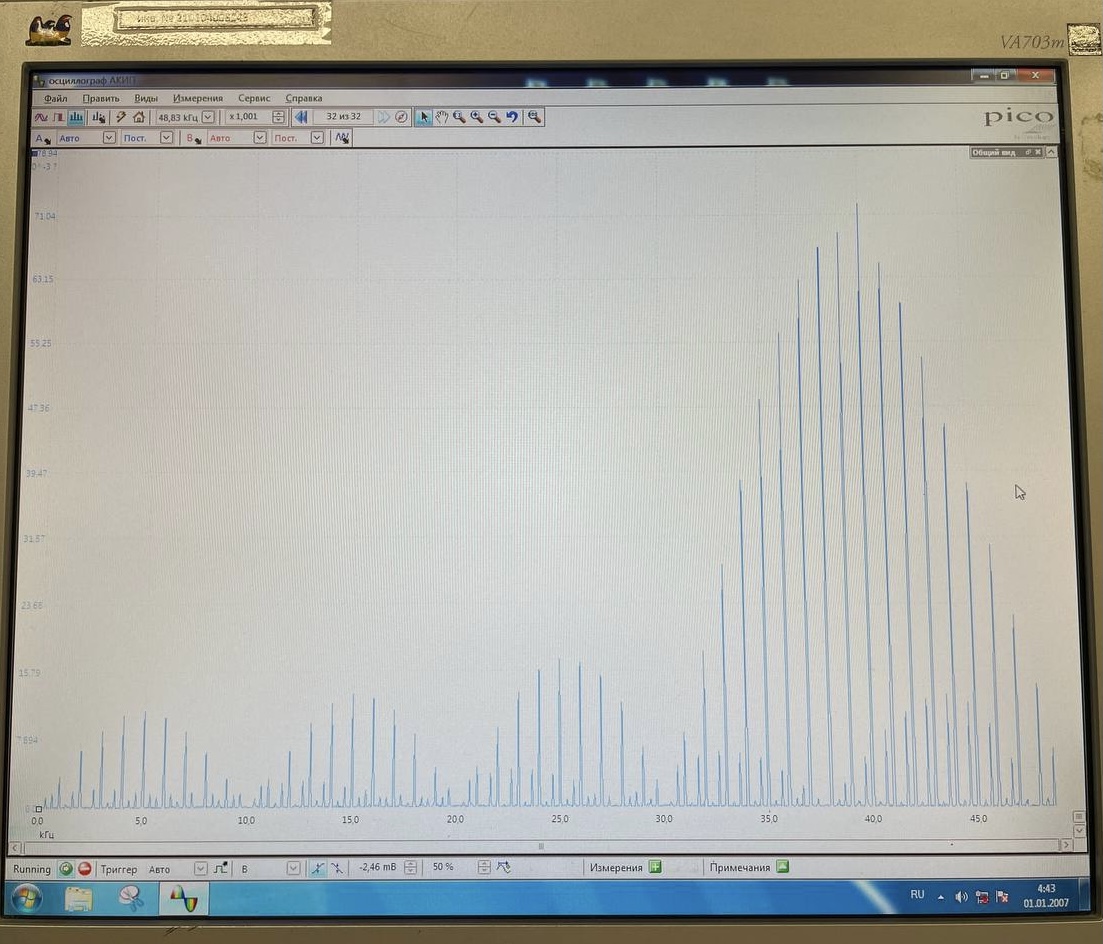 VA703m
осциллограф АКИП
Файл Править Виды Измерения Сервис Справка
48,83 кГц x 1,001 32 из 32
pico
A Авто Пост. B Авто Пост.
78,94
Общий вид
71,04
63,15
55,25
47,36
39,47
31,57
23,68
15,79
7,894
0,0 5,0 10,0 15,0 20,0 25,0 30,0 35,0 40,0 45,0
кГц
Running Триггер Авто B -2,46 мВ 50 % Измерения Примечания
RU 4:43
01.01.2007